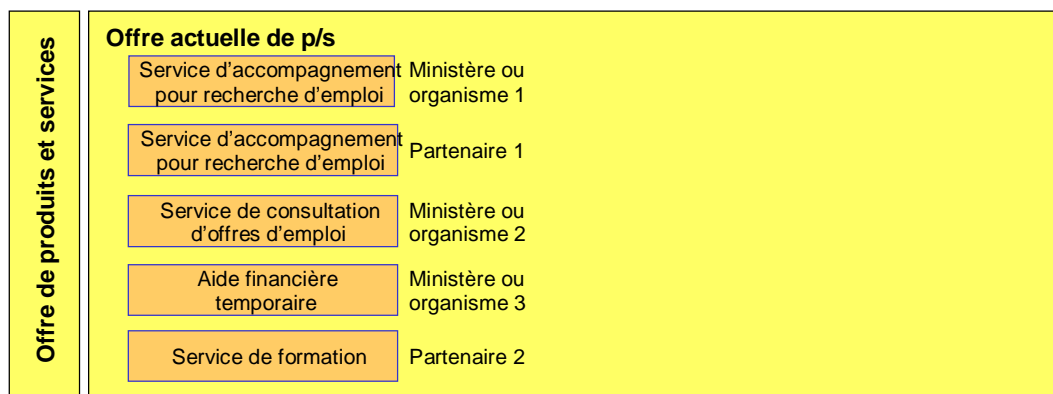 Offre de produits et services
Offre actuelle de p/s
Service d'accompagnement
pour recherche d'emploi
Ministère ou
organisme 1
Service d'accompagnement
pour recherche d'emploi
Partenaire 1
Service de consultation
d'offres d'emploi
Ministère ou
organisme 2
Aide financière
temporaire
Ministère ou
organisme 3
Service de formation
Partenaire 2